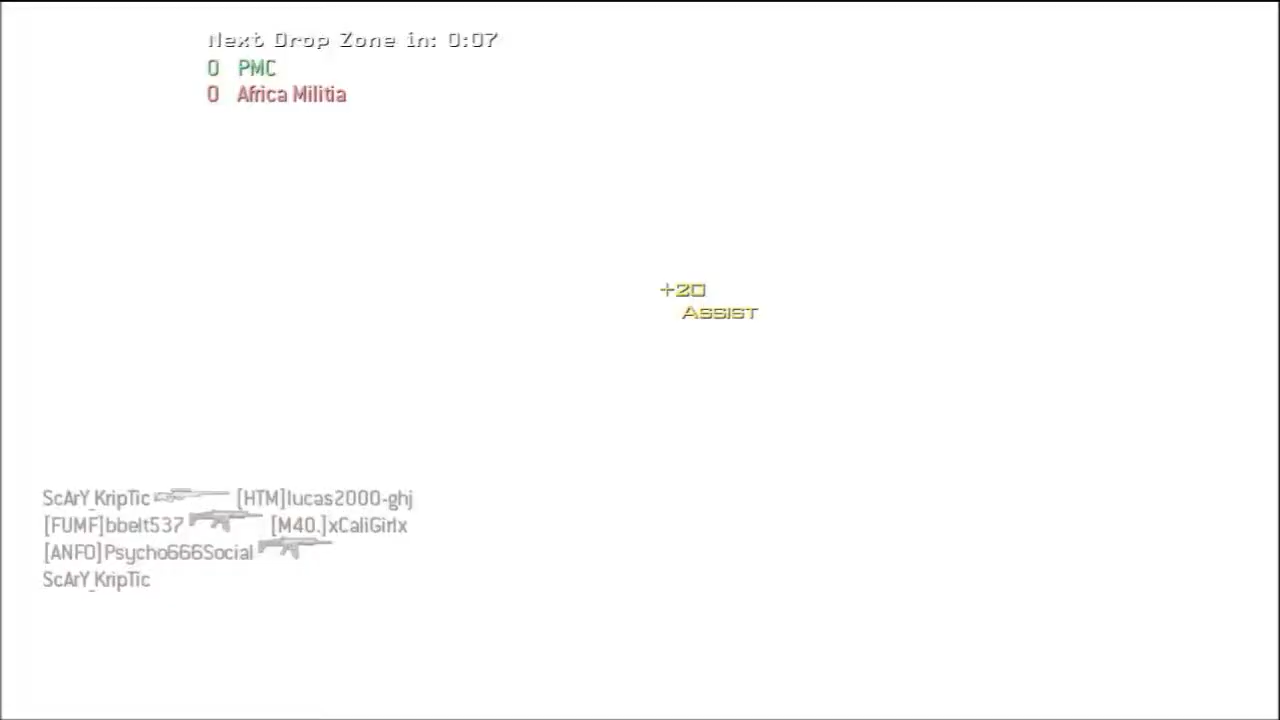 Next Drop Zone in: 0:07
0 PMC
0 Africa Militia
+20
ASSIST
ScArY_KripTic [HTM]lucas2000-ghj
[FUMF]bbelt537 [M40.]xCaliGirlx
[ANFO]Psycho666Social
ScArY_KripTic